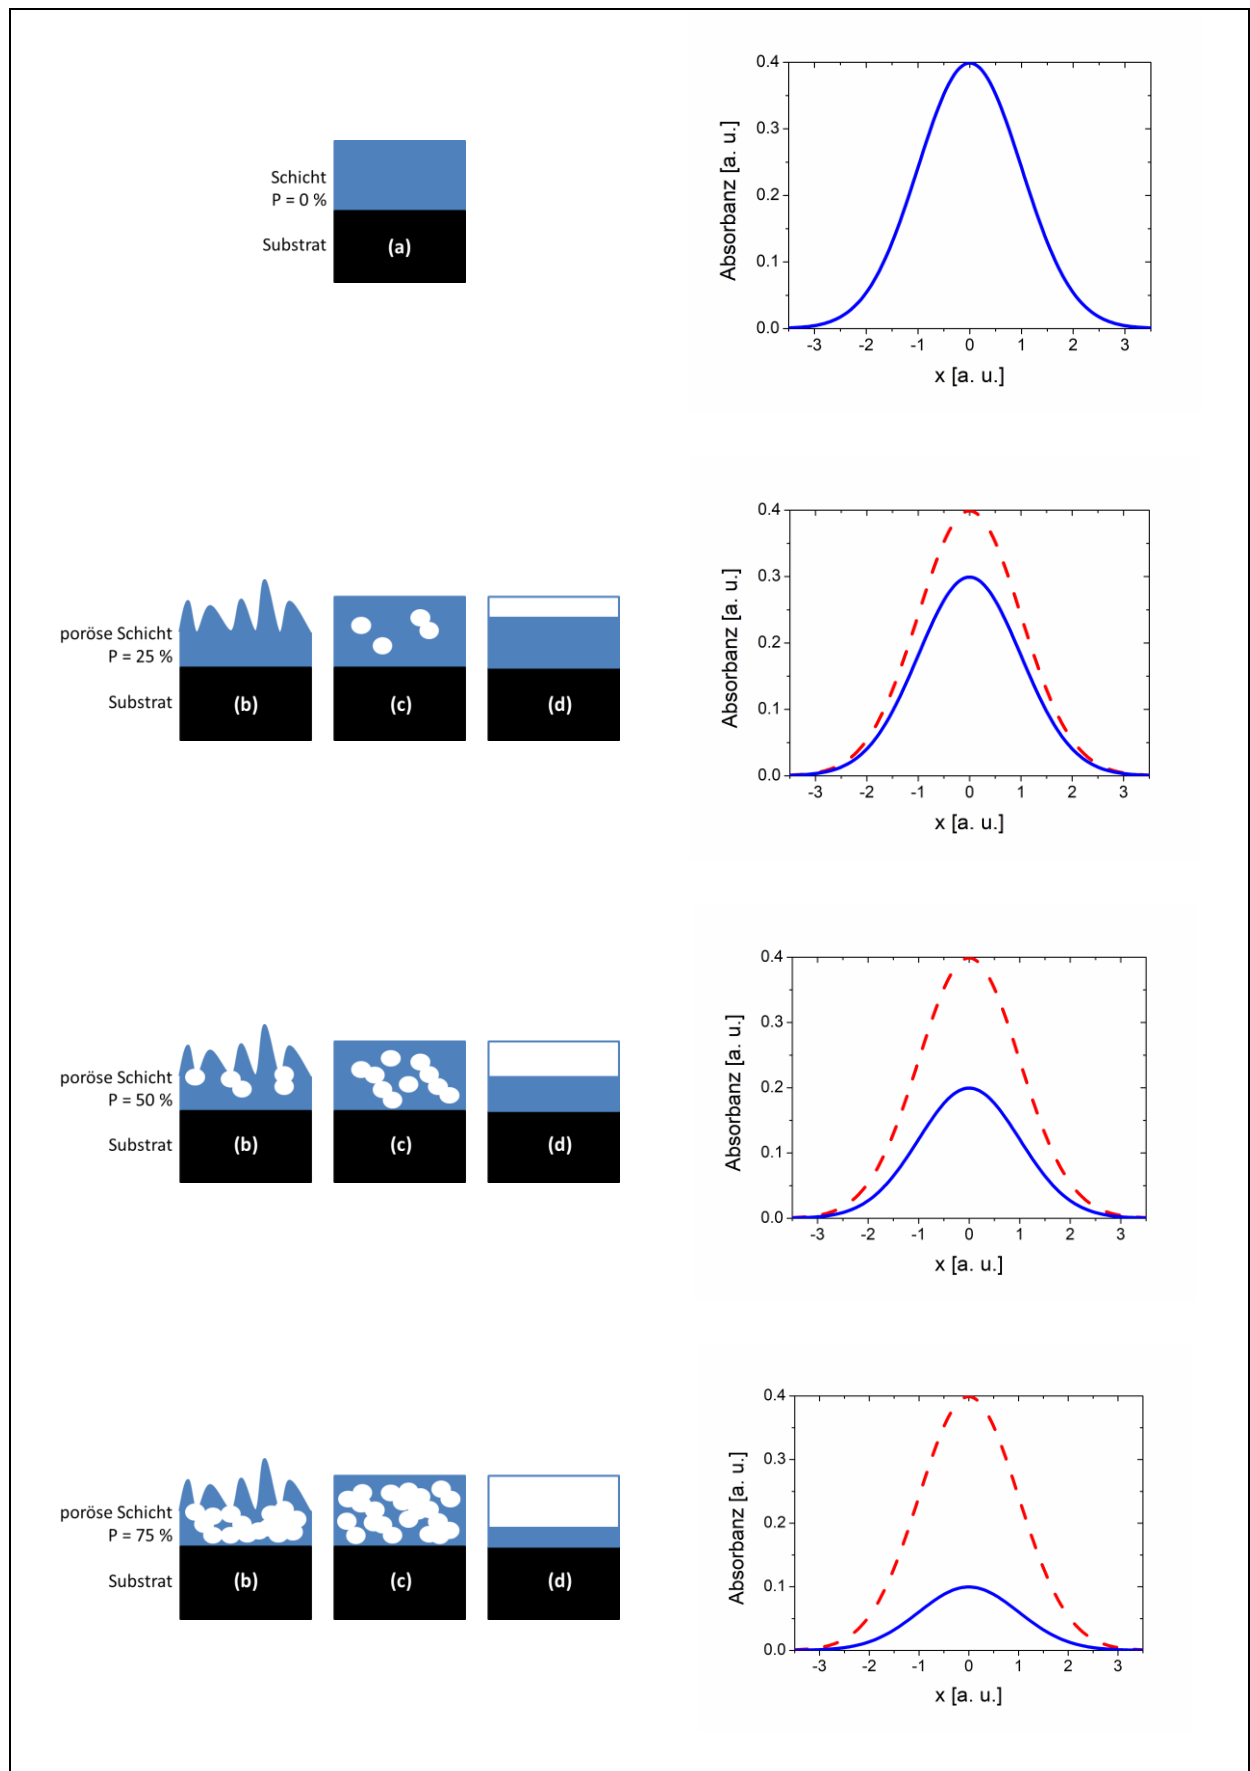 Schicht
P = 0 %
Substrat
(a)
0.4
0.3
0.2
0.1
0.0
Absorbanz [a. u.]
-3 -2 -1 0 1 2 3
x [a. u.]
poröse Schicht
P = 25 %
Substrat
(b) (c) (d)
0.4
0.3
0.2
0.1
0.0
Absorbanz [a. u.]
-3 -2 -1 0 1 2 3
x [a. u.]
poröse Schicht
P = 50 %
Substrat
(b) (c) (d)
0.4
0.3
0.2
0.1
0.0
Absorbanz [a. u.]
-3 -2 -1 0 1 2 3
x [a. u.]
poröse Schicht
P = 75 %
Substrat
(b) (c) (d)
0.4
0.3
0.2
0.1
0.0
Absorbanz [a. u.]
-3 -2 -1 0 1 2 3
x [a. u.]